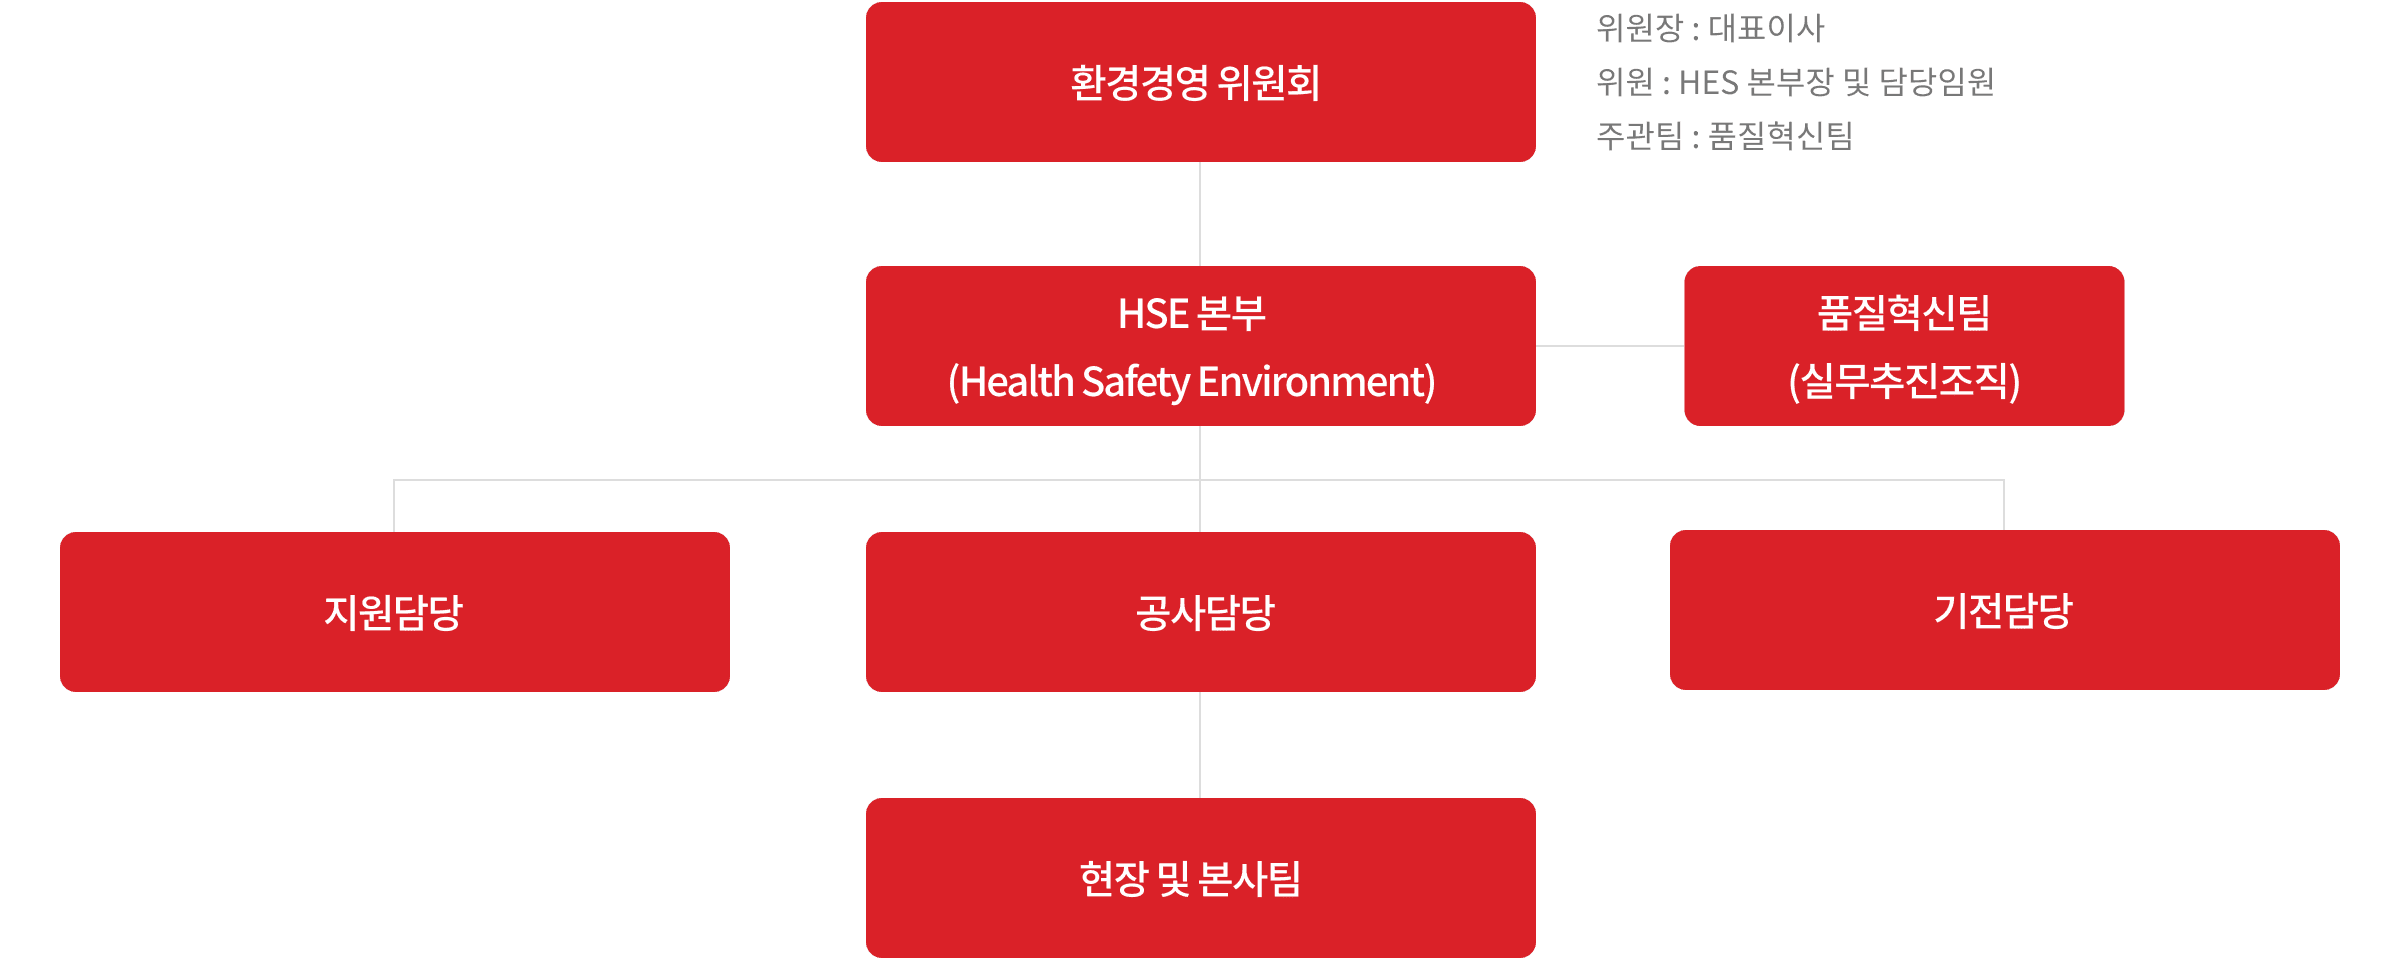 환경경영 위원회
위원장 : 대표이사
위원 : HES 본부장 및 담당임원
주관팀 : 품질혁신팀
HSE 본부
(Health Safety Environment)
품질혁신팀
(실무추진조직)
지원담당
공사담당
기전담당
현장 및 본사팀